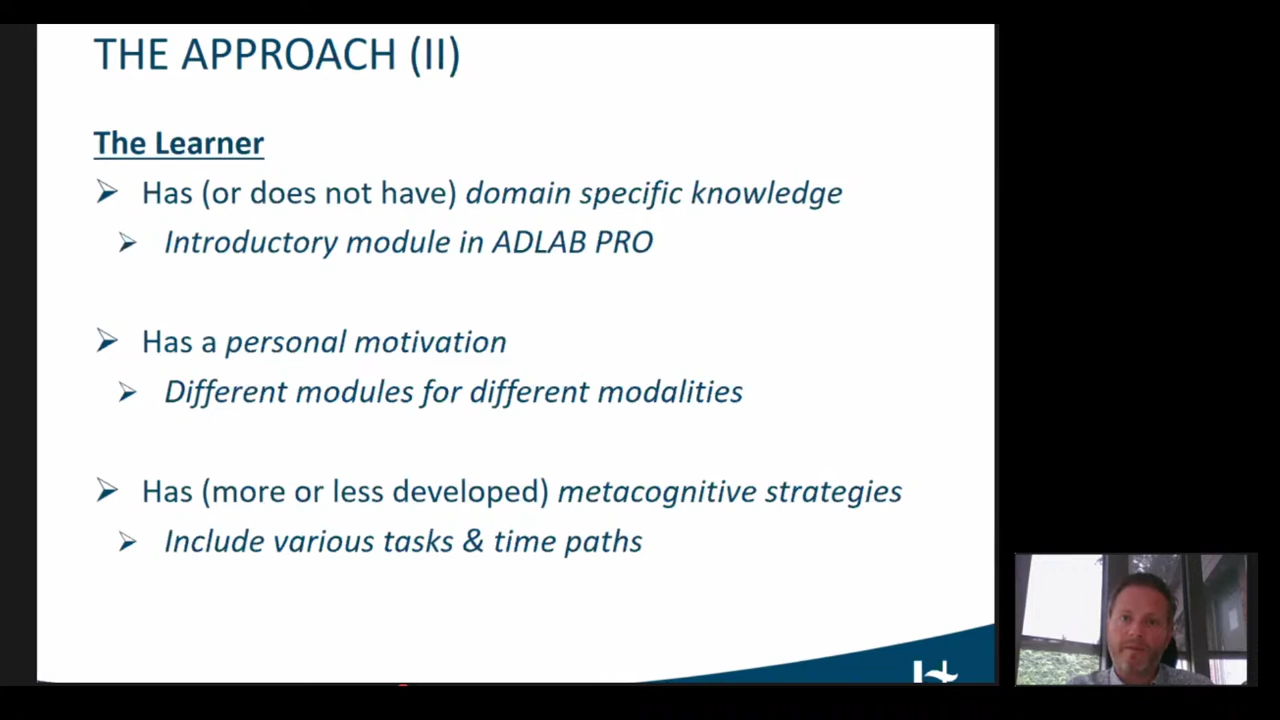 THE APPROACH (II)
The Learner
Has (or does not have) domain specific knowledge
Introductory module in ADLAB PRO
Has a personal motivation
Different modules for different modalities
Has (more or less developed) metacognitive strategies
Include various tasks & time paths